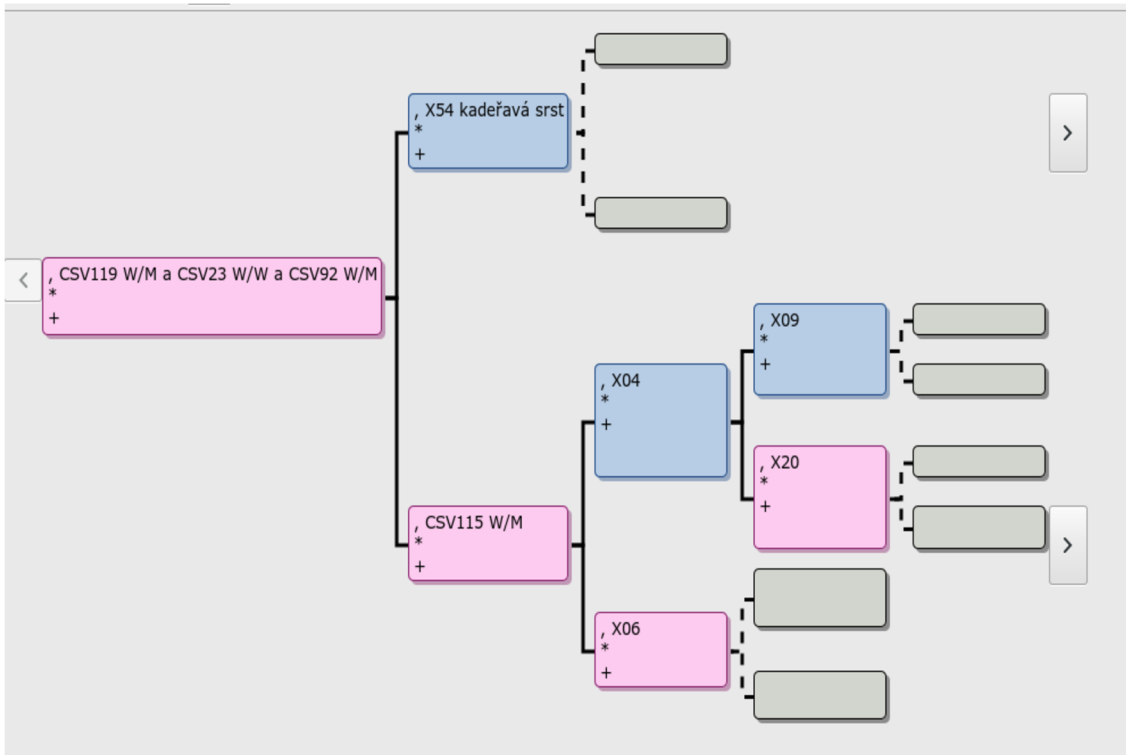 , X54 kadeřavá srst
*
+
, CSV119 W/M a CSV23 W/W a CSV92 W/M
*
+
, X09
*
+
, X04
*
+
, X20
*
+
, CSV115 W/M
*
+
, X06
*
+